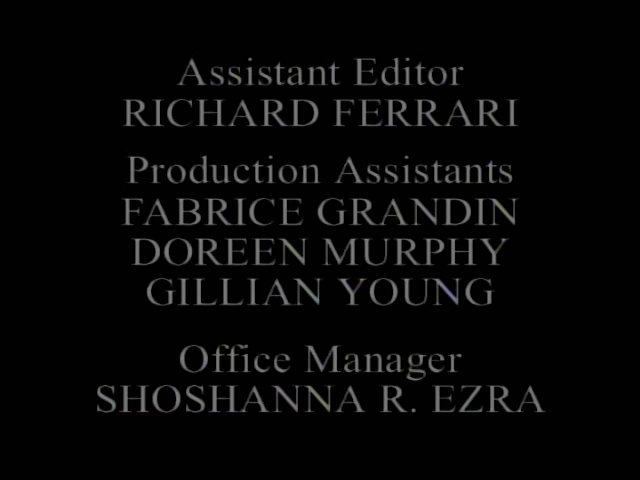 Assistant Editor
RICHARD FERRARI
Production Assistants
FABRICE GRANDIN
DOREEN MURPHY
GILLIAN YOUNG
Office Manager
SHOSHANNA R. EZRA